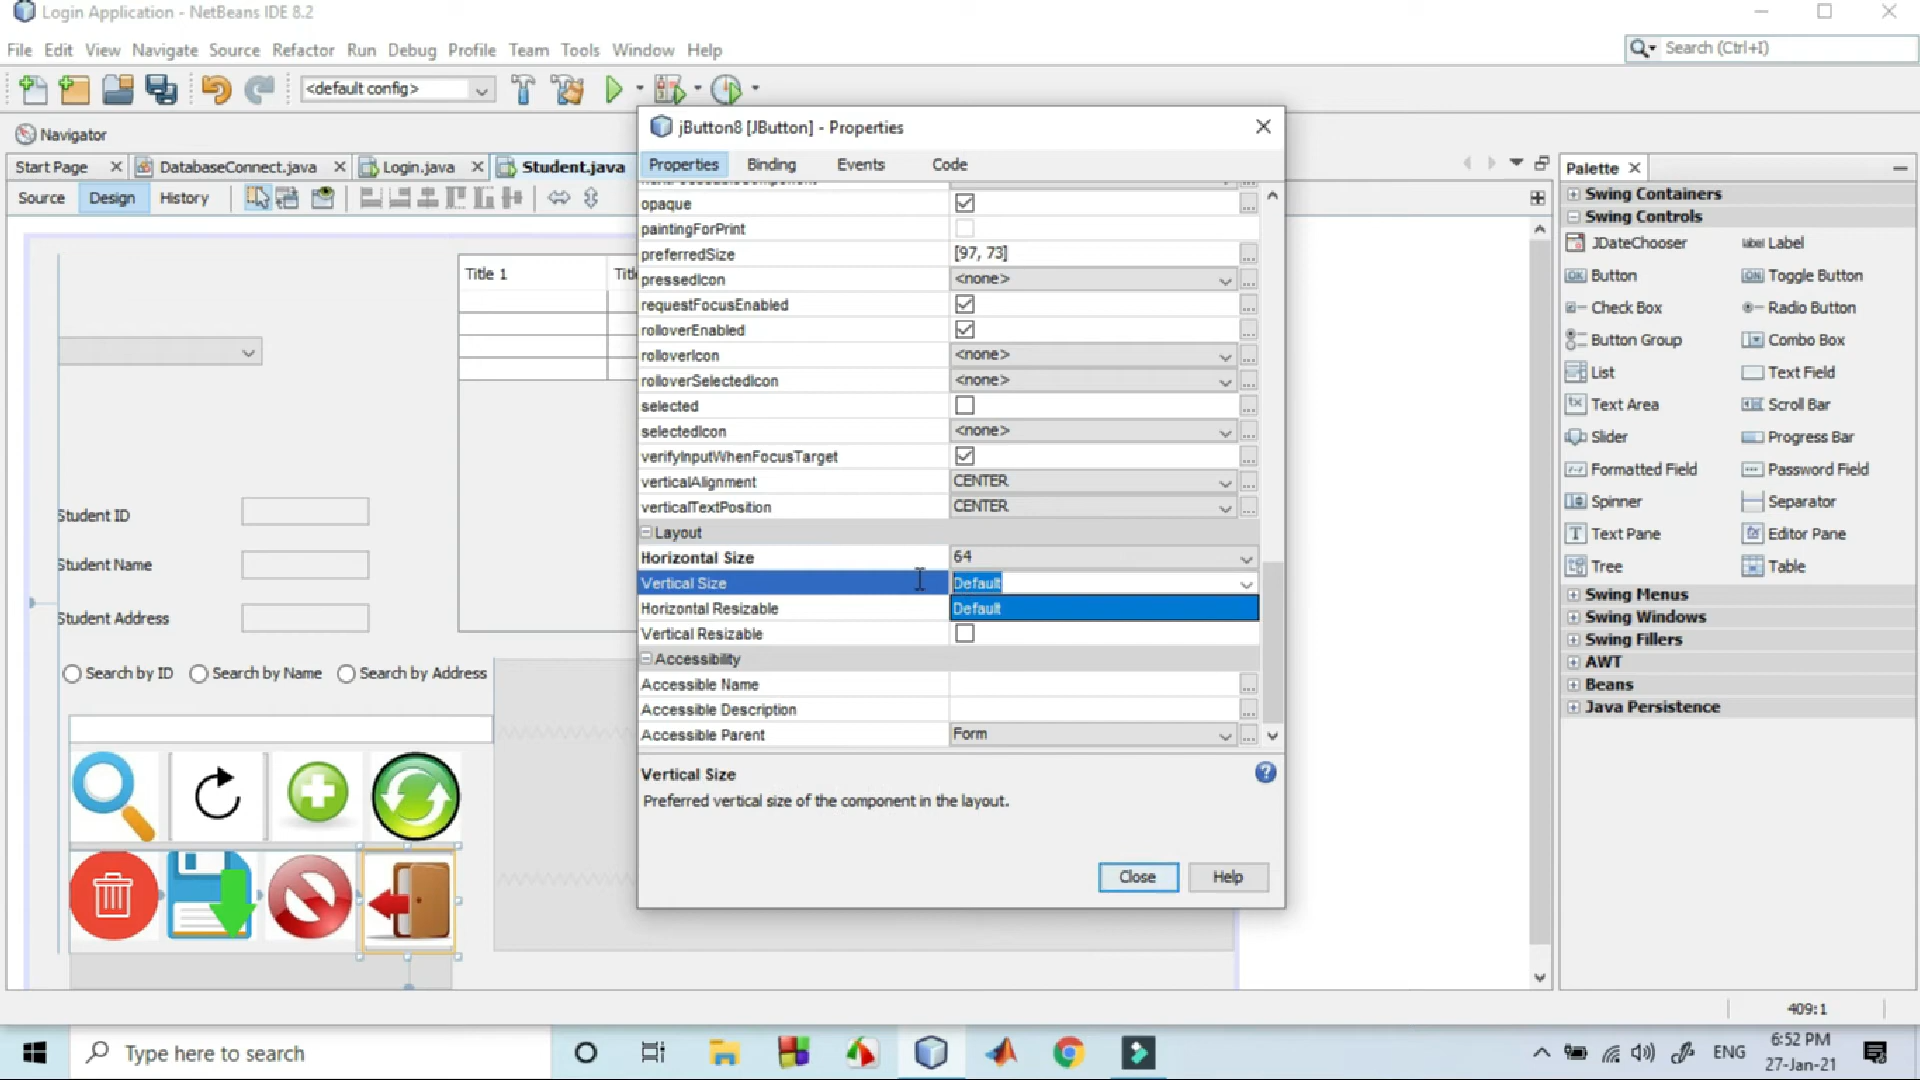 Login Application - NetBeans IDE 8.2
File Edit View Navigate Source Refactor Run Debug Profile Team Tools Window Help
Search (Ctrl+I)
<default config>
Navigator
Start Page
DatabaseConnect.java
Login.java
Student.java
Source Design History
Title 1
Student ID
Student Name
Student Address
Search by ID Search by Name Search by Address
jButton8 [JButton] - Properties
Properties Binding Events Code
opaque
paintingForPrint
preferredSize [97, 73]
pressedIcon <none>
requestFocusEnabled
rolloverEnabled
rolloverIcon <none>
rolloverSelectedIcon <none>
selected
selectedIcon <none>
verifyInputWhenFocusTarget
verticalAlignment CENTER
verticalTextPosition CENTER
Layout
Horizontal Size 64
Vertical Size Default
Horizontal Resizable Default
Vertical Resizable
Accessibility
Accessible Name
Accessible Description
Accessible Parent Form
Vertical Size
Preferred vertical size of the component in the layout.
Close Help
Palette
Swing Containers
Swing Controls
JDateChooser Label
Button Toggle Button
Check Box Radio Button
Button Group Combo Box
List Text Field
Text Area Scroll Bar
Slider Progress Bar
Formatted Field Password Field
Spinner Separator
Text Pane Editor Pane
Tree Table
Swing Menus
Swing Windows
Swing Fillers
AWT
Beans
Java Persistence
409:1
Type here to search
ENG
6:52 PM
27-Jan-21